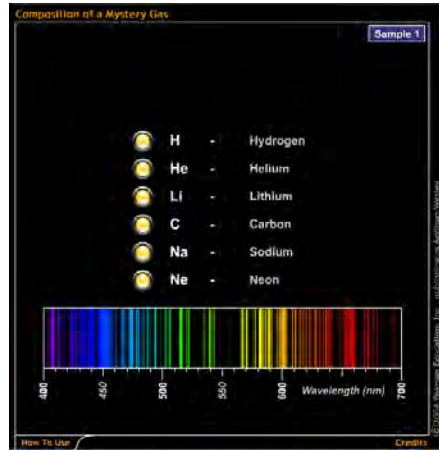 Composition of a Mystery Gas
Sample 1
H - Hydrogen
He - Helium
Li - Lithium
C - Carbon
Na - Sodium
Ne - Neon
400 450 500 550 600 700
Wavelength (nm)
How To Use
Credits